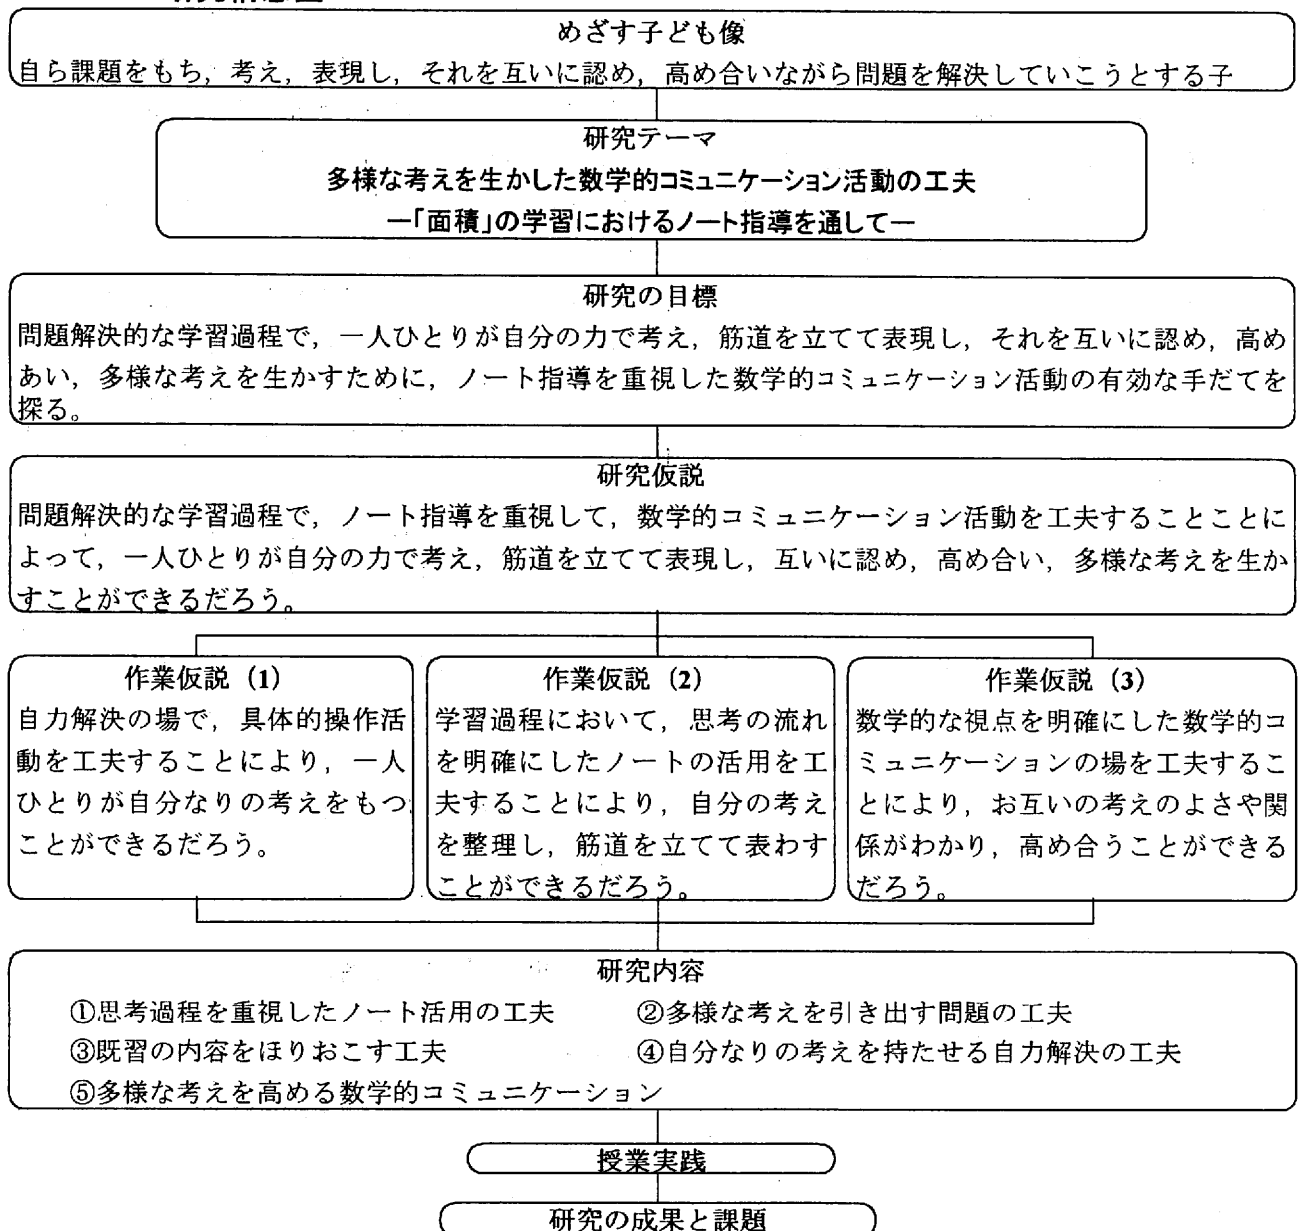 めざす子ども像
自ら課題をもち，考え，表現し，それを互いに認め，高め合いながら問題を解決していこうとする子
研究テーマ
多様な考えを生かした数学的コミュニケーション活動の工夫
―「面積」の学習におけるノート指導を通して―
研究の目標
問題解決的な学習過程で，一人ひとりが自分の力で考え，筋道を立てて表現し，それを互いに認め，高め
あい，多様な考えを生かすために，ノート指導を重視した数学的コミュニケーション活動の有効な手だてを
探る。
研究仮説
問題解決的な学習過程で，ノート指導を重視して，数学的コミュニケーション活動を工夫することことに
よって，一人ひとりが自分の力で考え，筋道を立てて表現し，互いに認め，高め合い，多様な考えを生か
すことができるだろう。
作業仮説（1）
自力解決の場で，具体的操作活
動を工夫することにより，一人
ひとりが自分なりの考えをもつ
ことができるだろう。
作業仮説（2）
学習過程において，思考の流れ
を明確にしたノートの活用を工
夫することにより，自分の考え
を整理し，筋道を立てて表わす
ことができるだろう。
作業仮説（3）
数学的な視点を明確にした数学的コ
ミュニケーションの場を工夫するこ
とにより，お互いの考えのよさや関
係がわかり，高め合うことができる
だろう。
研究内容
①思考過程を重視したノート活用の工夫　②多様な考えを引き出す問題の工夫
③既習の内容をほりおこす工夫　④自分なりの考えを持たせる自力解決の工夫
⑤多様な考えを高める数学的コミュニケーション
授業実践
研究の成果と課題